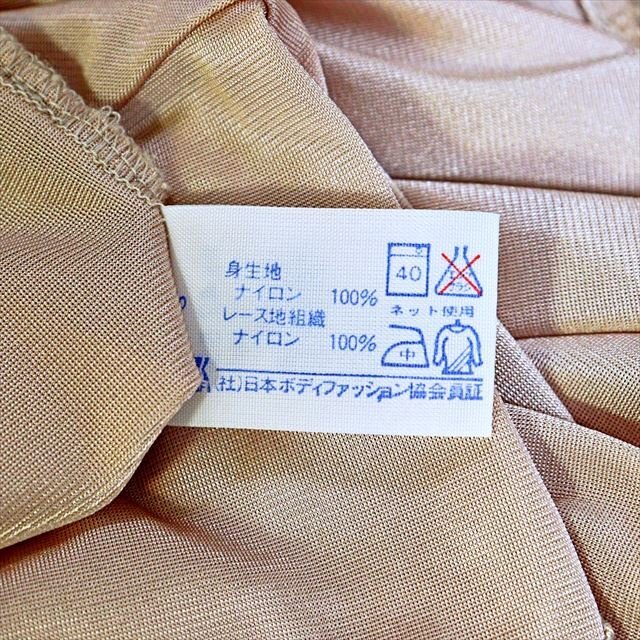 身生地
ナイロン 100%
レース地組織
ナイロン 100%
40
ネット使用
中
社)日本ボディファッション協会員証